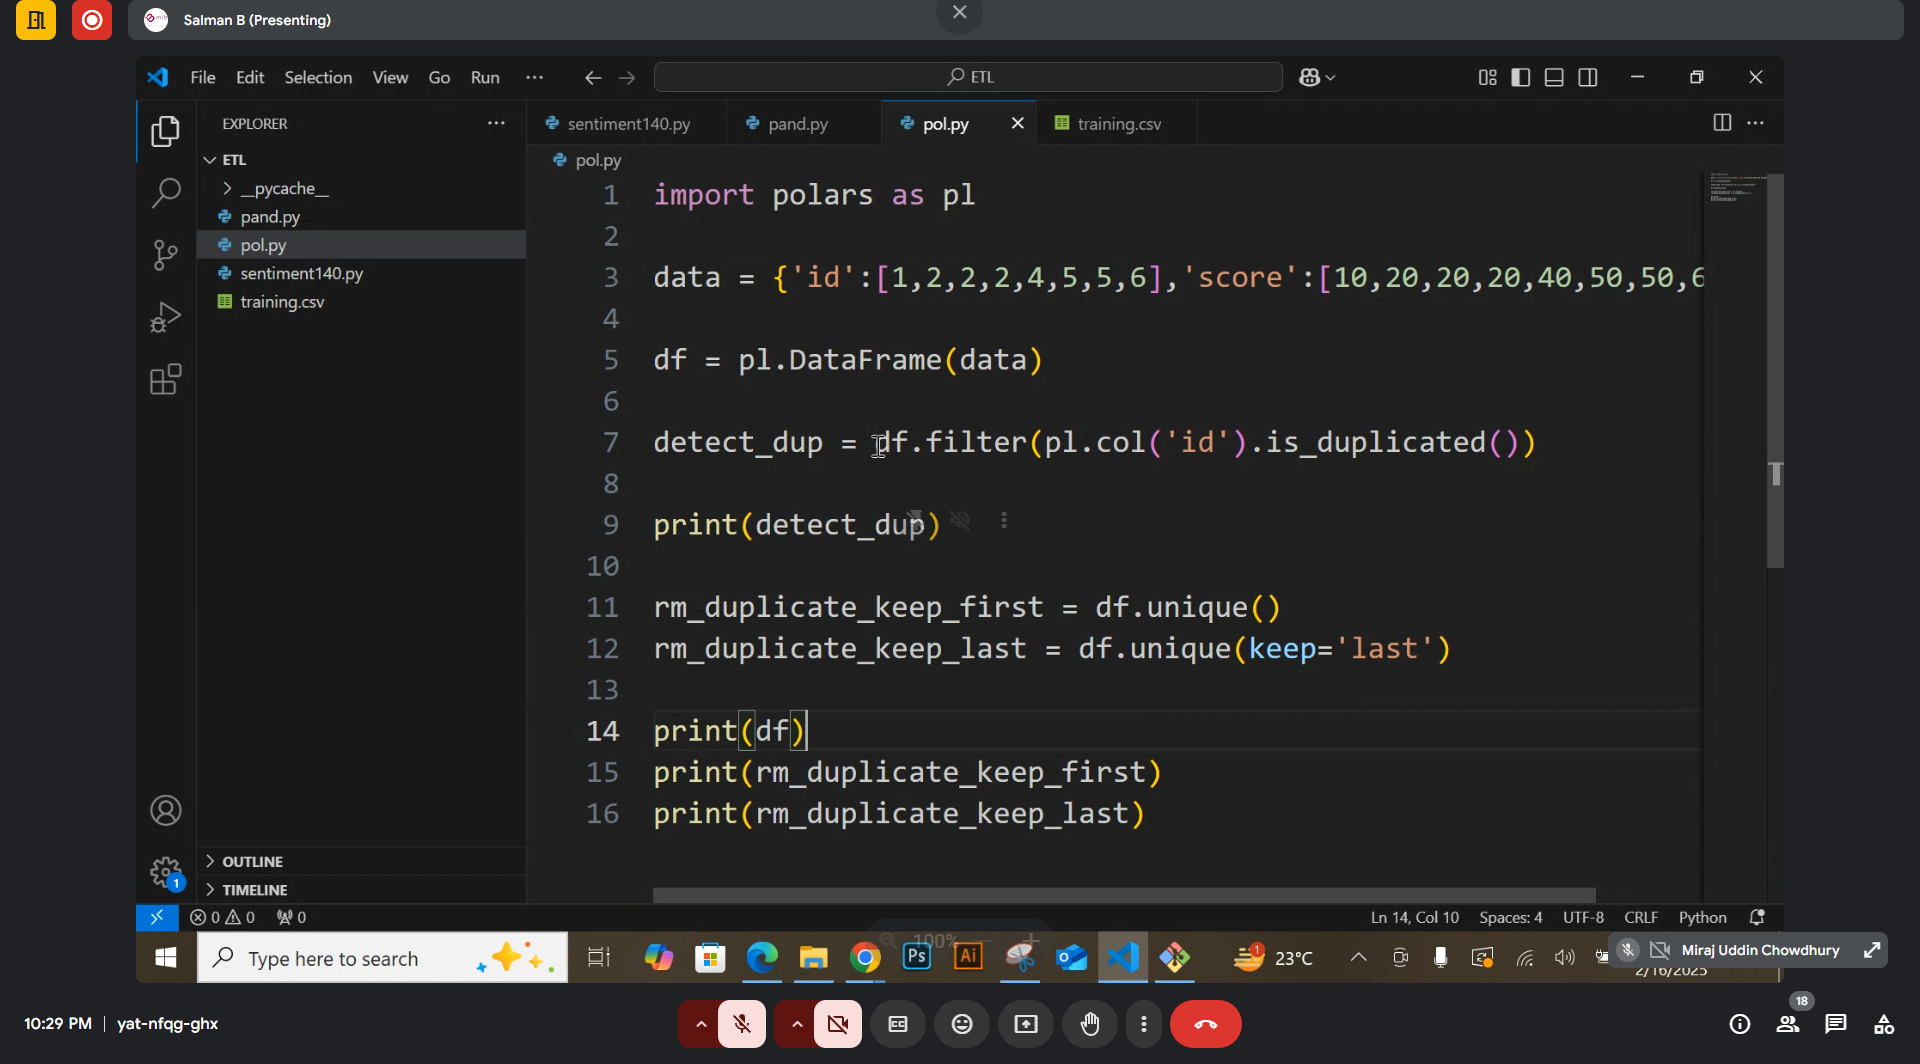 Salman B (Presenting)
File Edit Selection View Go Run ETL
EXPLORER
sentiment140.py pand.py pol.py training.csv
ETL
pol.py
__pycache__
pand.py
pol.py
sentiment140.py
training.csv
1 import polars as pl
2
3 data = {'id':[1,2,2,2,4,5,5,6],'score':[10,20,20,20,40,50,50,6
4
5 df = pl.DataFrame(data)
6
7 detect_dup = df.filter(pl.col('id').is_duplicated())
8
9 print(detect_dup)
10
11 rm_duplicate_keep_first = df.unique()
12 rm_duplicate_keep_last = df.unique(keep='last')
13
14 print(df)
15 print(rm_duplicate_keep_first)
16 print(rm_duplicate_keep_last)
OUTLINE
1
TIMELINE
0 0 0 Ln 14, Col 10 Spaces: 4 UTF-8 CRLF Python
100%
Type here to search Ps Ai 1 23°C Miraj Uddin Chowdhury
2/16/2025
18
10:29 PM | yat-nfqg-ghx